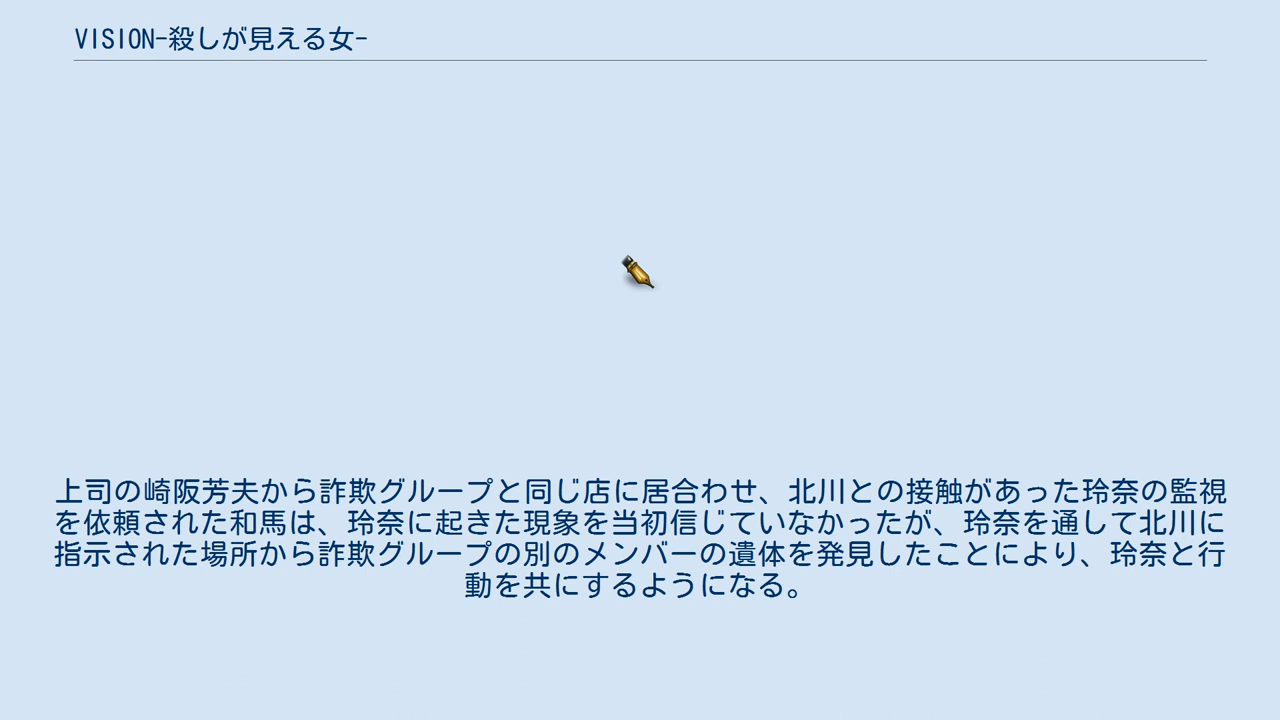 VISION-殺しが見える女-
上司の崎阪芳夫から詐欺グループと同じ店に居合わせ、北川との接触があった玲奈の監視
を依頼された和馬は、玲奈に起きた現象を当初信じていなかったが、玲奈を通して北川に
指示された場所から詐欺グループの別のメンバーの遺体を発見したことにより、玲奈と行
動を共にするようになる。